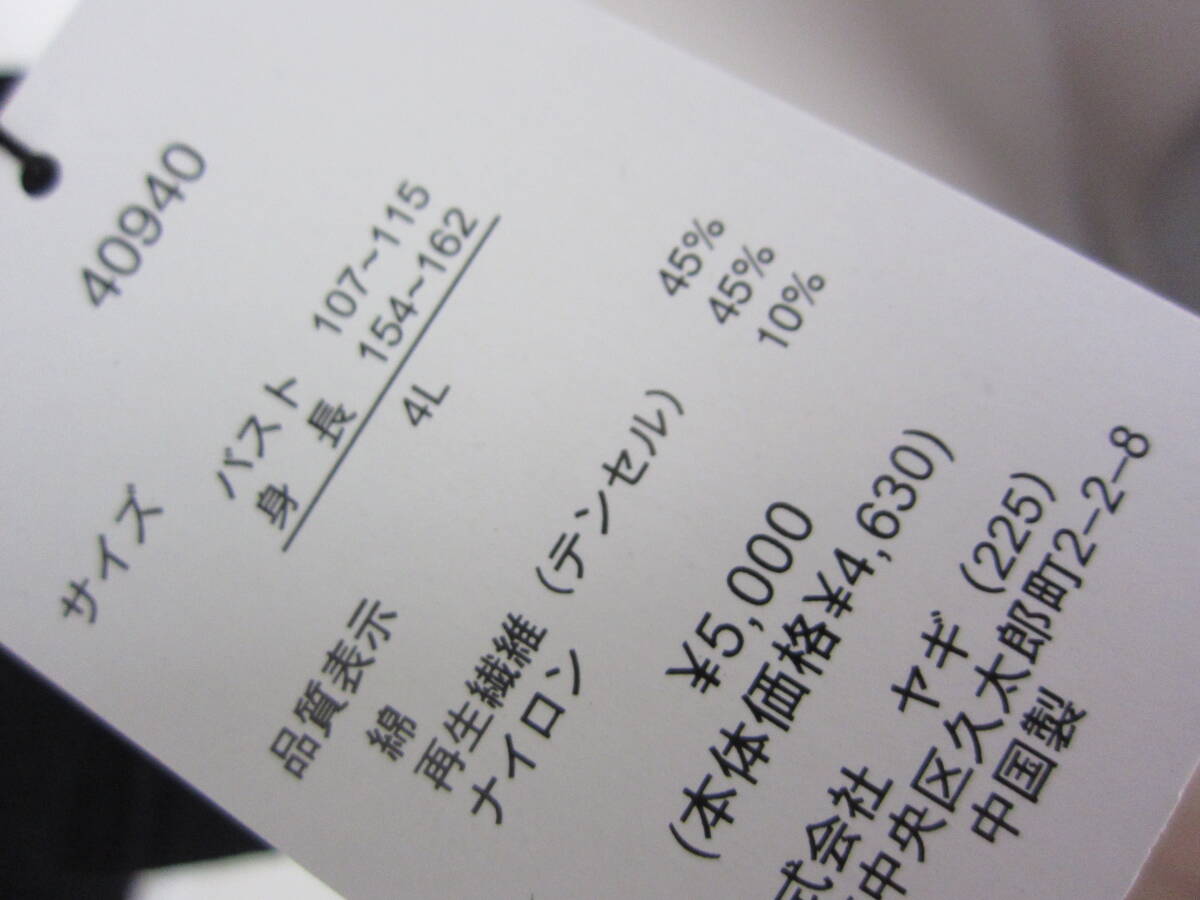 40940
サイズ
バスト 107~115
身長 154~162
4L
品質表示
綿 45%
再生繊維（テンセル） 45%
ナイロン 10%
¥5,000
(本体価格¥4,630)
式会社 ヤギ (225)
中央区久太郎町2-2-8
中国製